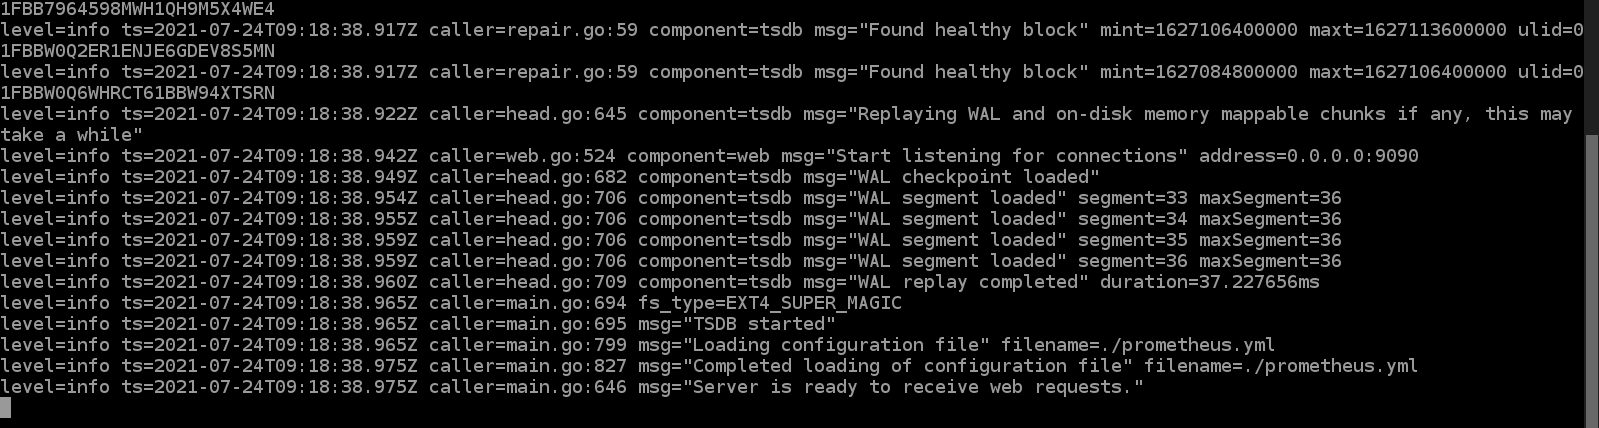 1FBB7964598MWH1QH9M5X4WE4
level=info ts=2021-07-24T09:18:38.917Z caller=repair.go:59 component=tsdb msg="Found healthy block" mint=1627106400000 maxt=1627113600000 ulid=0
1FBBW0Q2ER1ENJE6GDEV8S5MN
level=info ts=2021-07-24T09:18:38.917Z caller=repair.go:59 component=tsdb msg="Found healthy block" mint=1627084800000 maxt=1627106400000 ulid=0
1FBBW0Q6WHRCT61BBW94XTSRN
level=info ts=2021-07-24T09:18:38.922Z caller=head.go:645 component=tsdb msg="Replaying WAL and on-disk memory mappable chunks if any, this may
take a while"
level=info ts=2021-07-24T09:18:38.942Z caller=web.go:524 component=web msg="Start listening for connections" address=0.0.0.0:9090
level=info ts=2021-07-24T09:18:38.949Z caller=head.go:682 component=tsdb msg="WAL checkpoint loaded"
level=info ts=2021-07-24T09:18:38.954Z caller=head.go:706 component=tsdb msg="WAL segment loaded" segment=33 maxSegment=36
level=info ts=2021-07-24T09:18:38.955Z caller=head.go:706 component=tsdb msg="WAL segment loaded" segment=34 maxSegment=36
level=info ts=2021-07-24T09:18:38.959Z caller=head.go:706 component=tsdb msg="WAL segment loaded" segment=35 maxSegment=36
level=info ts=2021-07-24T09:18:38.959Z caller=head.go:706 component=tsdb msg="WAL segment loaded" segment=36 maxSegment=36
level=info ts=2021-07-24T09:18:38.960Z caller=head.go:709 component=tsdb msg="WAL replay completed" duration=37.227656ms
level=info ts=2021-07-24T09:18:38.965Z caller=main.go:694 fs_type=EXT4_SUPER_MAGIC
level=info ts=2021-07-24T09:18:38.965Z caller=main.go:695 msg="TSDB started"
level=info ts=2021-07-24T09:18:38.965Z caller=main.go:799 msg="Loading configuration file" filename=./prometheus.yml
level=info ts=2021-07-24T09:18:38.975Z caller=main.go:827 msg="Completed loading of configuration file" filename=./prometheus.yml
level=info ts=2021-07-24T09:18:38.975Z caller=main.go:646 msg="Server is ready to receive web requests."